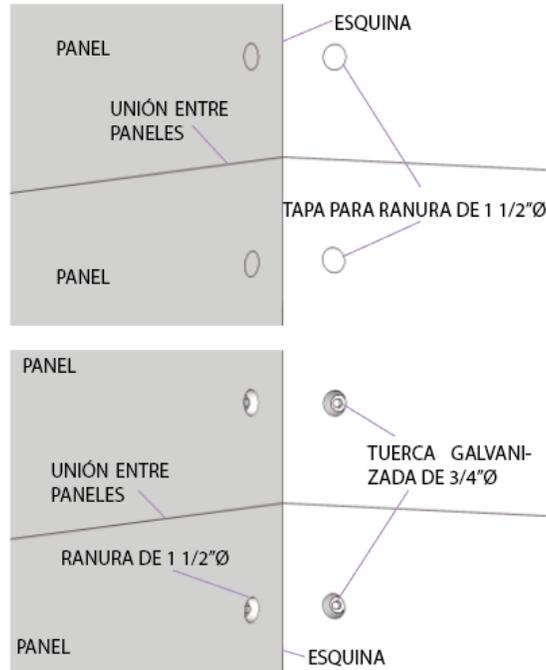 ESQUINA
PANEL
UNIÓN ENTRE
PANELES
TAPA PARA RANURA DE 1 1/2”Ø
PANEL
PANEL
TUERCA GALVANI-
ZADA DE 3/4”Ø
UNIÓN ENTRE
PANELES
RANURA DE 1 1/2”Ø
PANEL
ESQUINA